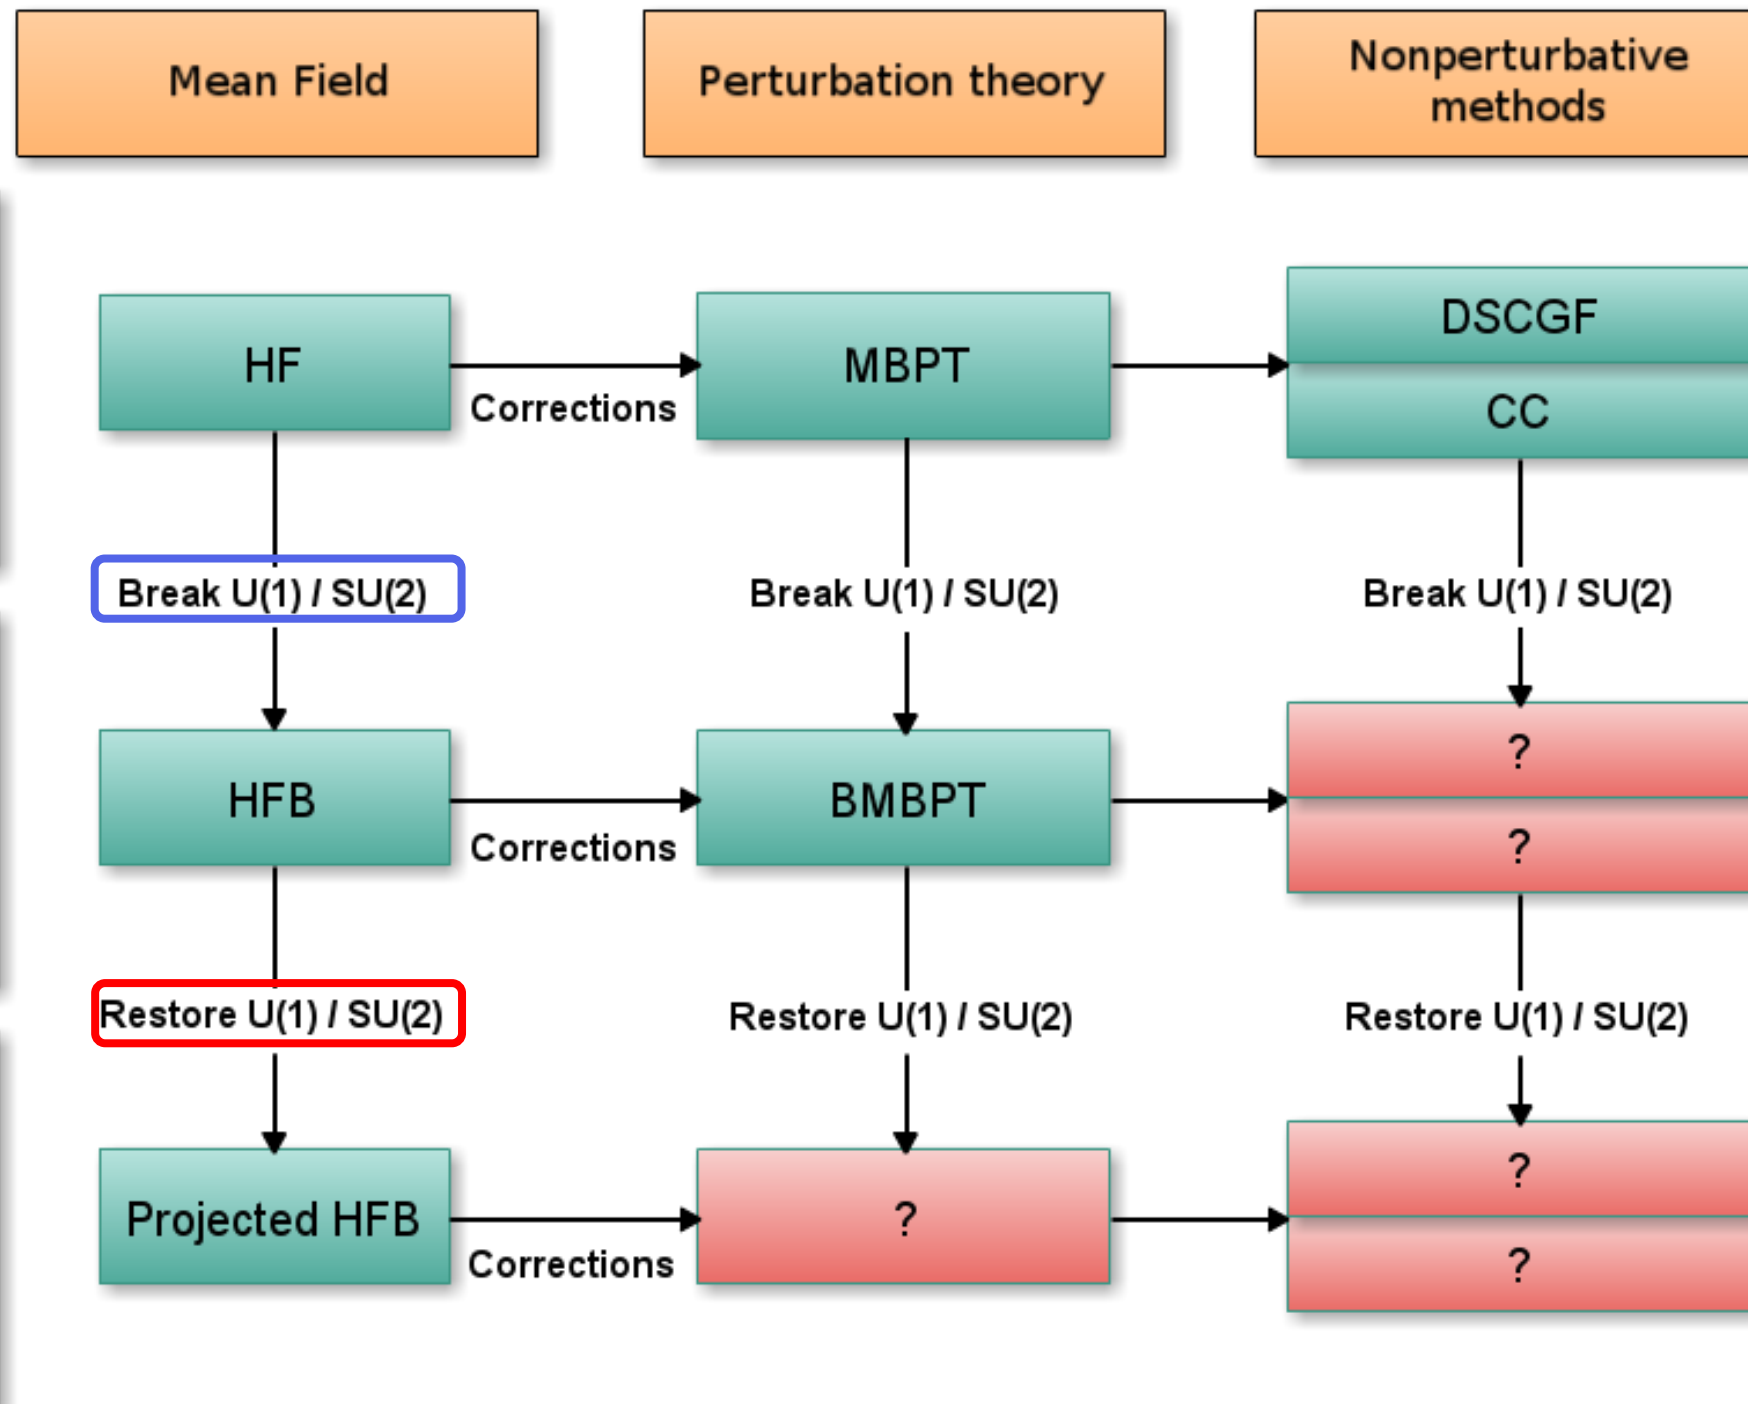 Mean Field
Perturbation theory
Nonperturbative
methods
HF
Corrections
MBPT
DSCGF
CC
Break U(1) / SU(2)
Break U(1) / SU(2)
Break U(1) / SU(2)
HFB
Corrections
BMBPT
?
?
Restore U(1) / SU(2)
Restore U(1) / SU(2)
Restore U(1) / SU(2)
Projected HFB
Corrections
?
?
?